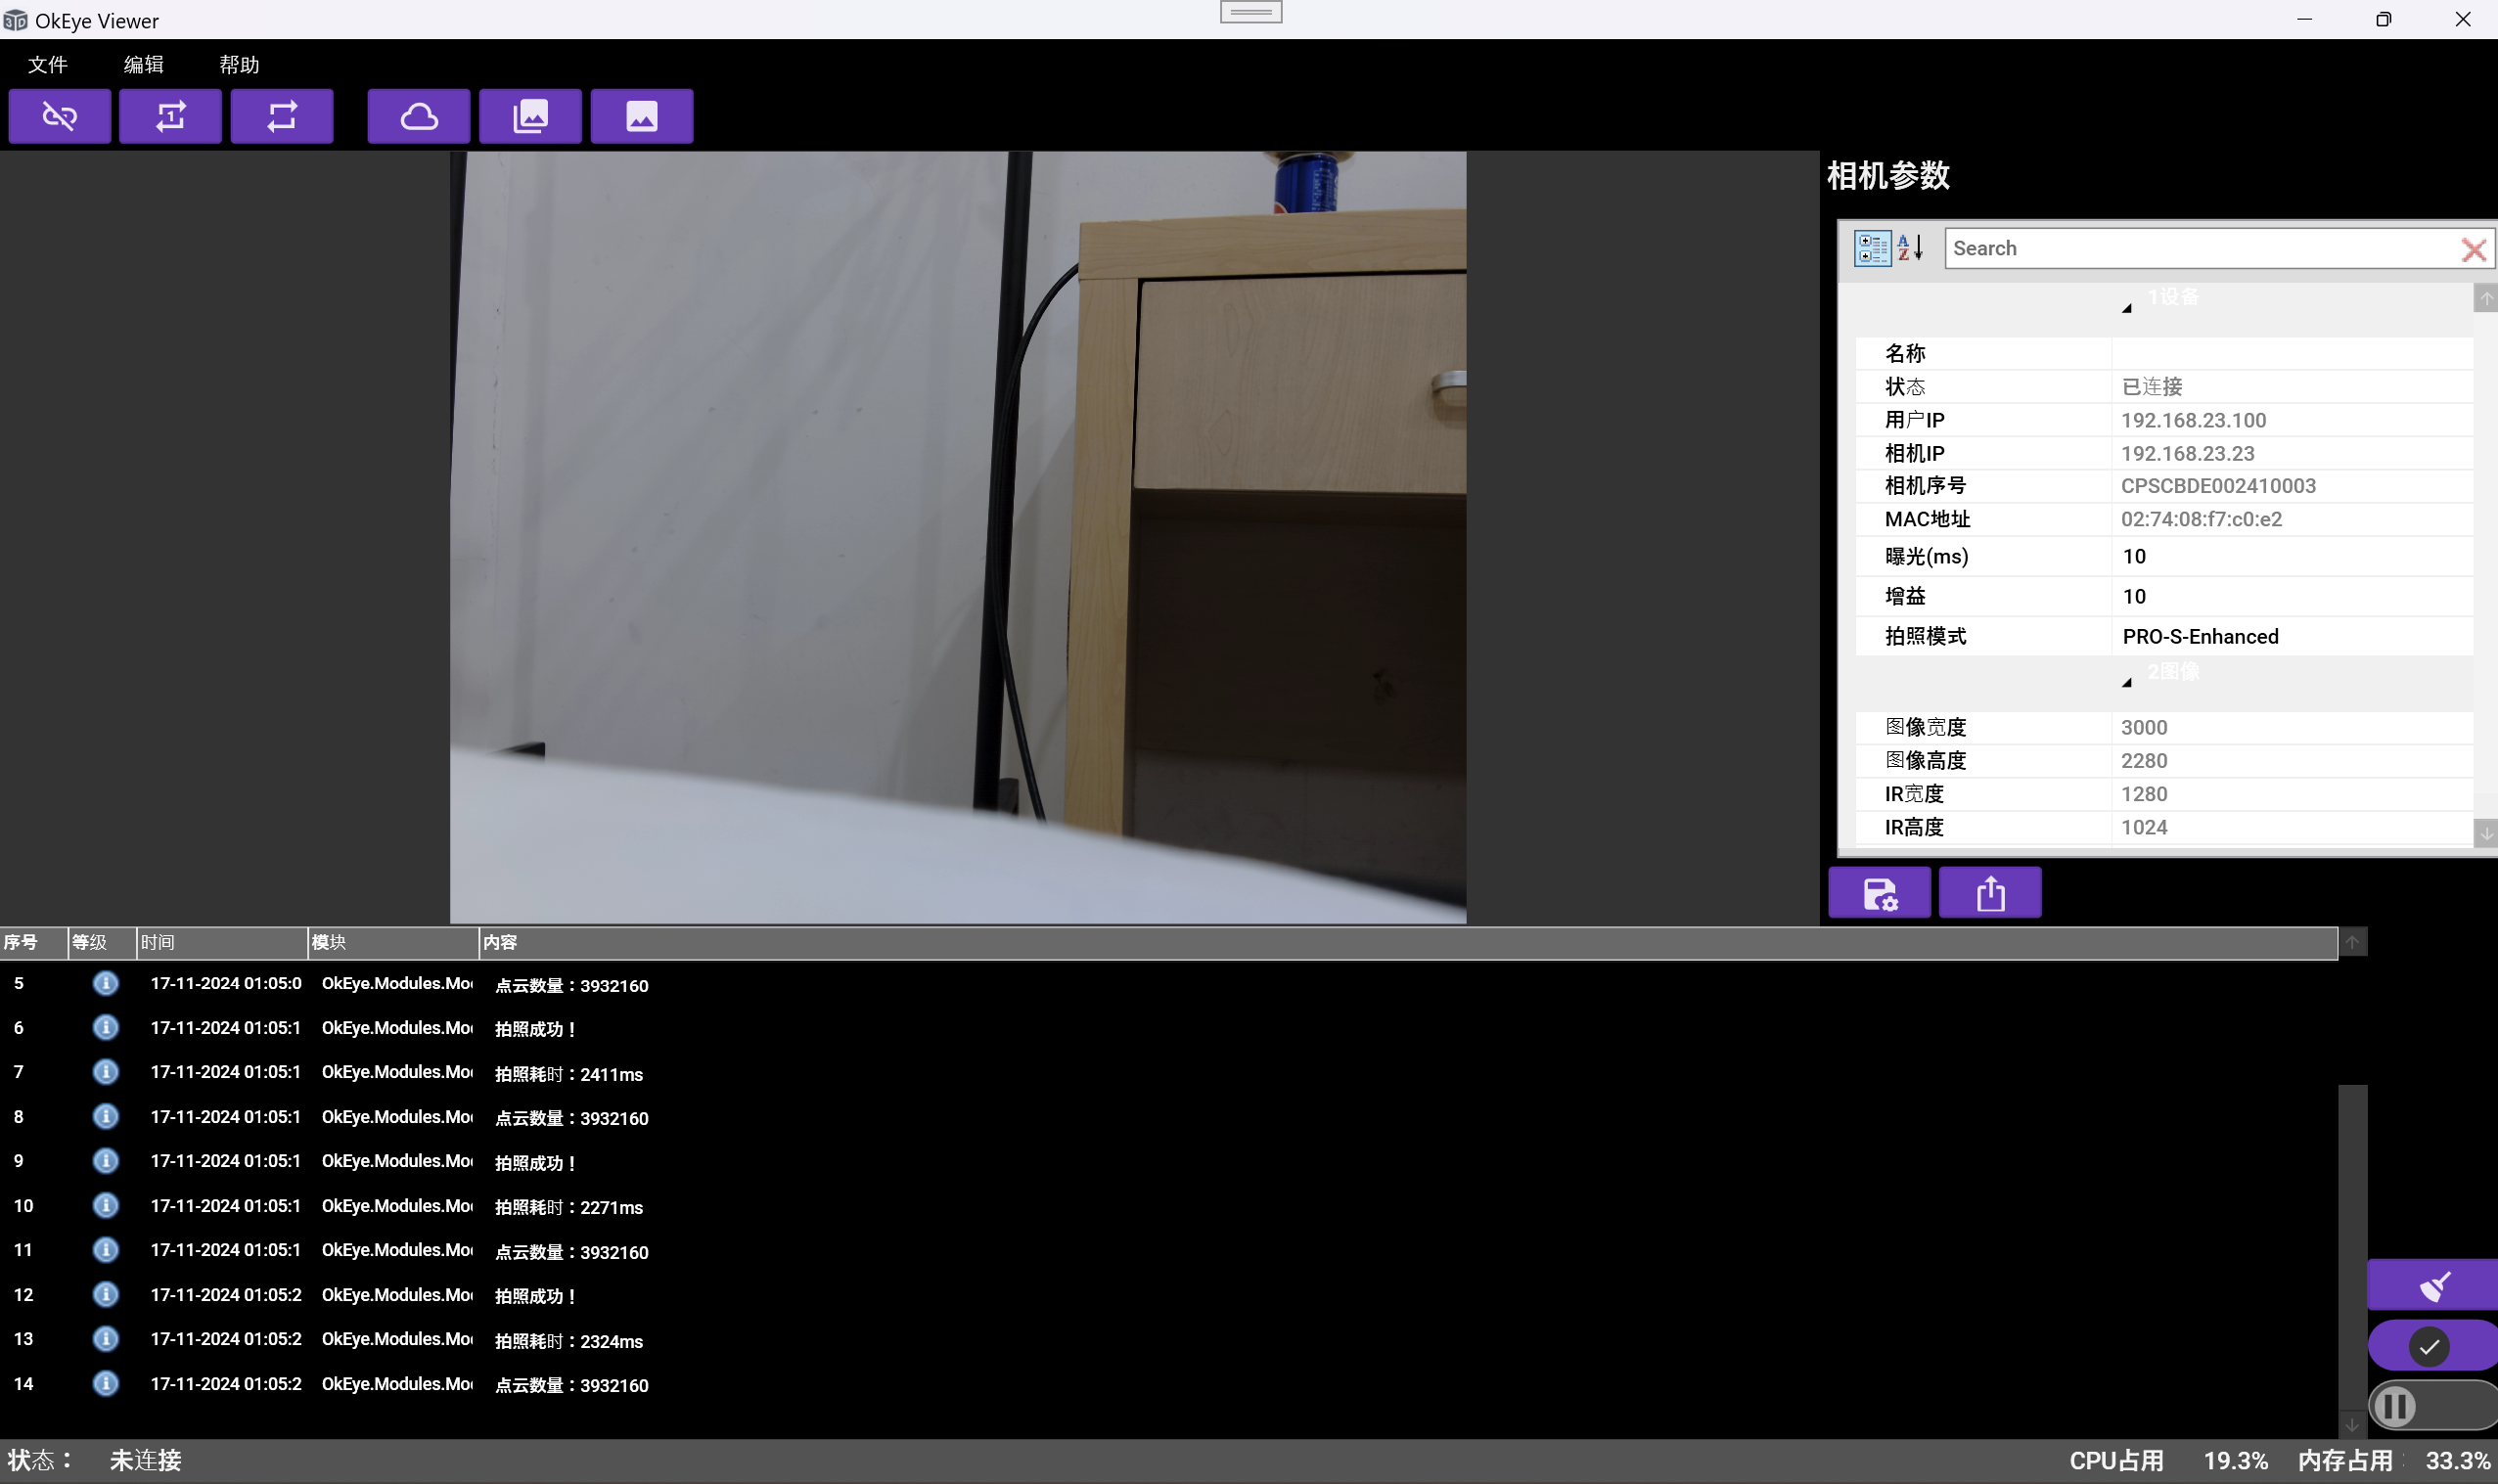 OkEye Viewer
文件 编辑 帮助
相机参数
Search
1设备
名称
状态 已连接
用户IP 192.168.23.100
相机IP 192.168.23.23
相机序号 CPSCBDE002410003
MAC地址 02:74:08:f7:c0:e2
曝光(ms) 10
增益 10
拍照模式 PRO-S-Enhanced
2图像
图像宽度 3000
图像高度 2280
IR宽度 1280
IR高度 1024
序号 等级 时间 模块 内容
5 17-11-2024 01:05:0 OkEye.Modules.Mo 点云数量：3932160
6 17-11-2024 01:05:1 OkEye.Modules.Mo 拍照成功！
7 17-11-2024 01:05:1 OkEye.Modules.Mo 拍照耗时：2411ms
8 17-11-2024 01:05:1 OkEye.Modules.Mo 点云数量：3932160
9 17-11-2024 01:05:1 OkEye.Modules.Mo 拍照成功！
10 17-11-2024 01:05:1 OkEye.Modules.Mo 拍照耗时：2271ms
11 17-11-2024 01:05:1 OkEye.Modules.Mo 点云数量：3932160
12 17-11-2024 01:05:2 OkEye.Modules.Mo 拍照成功！
13 17-11-2024 01:05:2 OkEye.Modules.Mo 拍照耗时：2324ms
14 17-11-2024 01:05:2 OkEye.Modules.Mo 点云数量：3932160
状态： 未连接 CPU占用 19.3% 内存占用： 33.3%